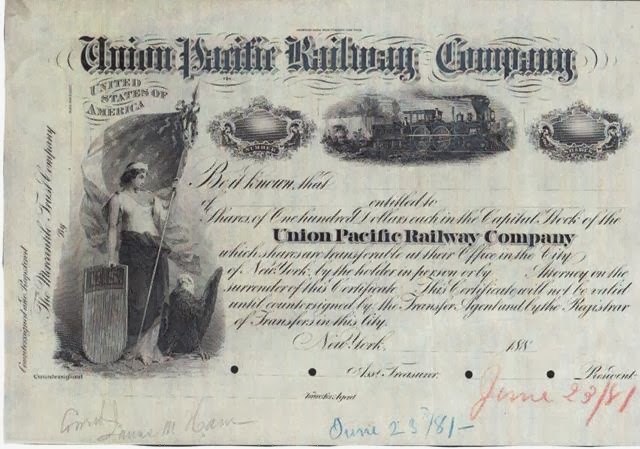 Union Pacific Railway Company
UNITED
STATES OF
AMERICA
NUMBER
SHARES
Be it known, that
of entitled to
Shares of One hundred Dollars each in the Capital Stock of the
Union Pacific Railway Company
which shares are transferable at their Office in the City
of New York, by the holder in person or by Attorney on the
surrender of this Certificate. This Certificate will not be valid
until countersigned by the Transfer Agent and by the Registrar
of Transfers in this City.
New York, 188
Asst. Treasurer. President
Transfer Agent
Countersigned
Countersigned and Registered
The Mercantile Trust Company
By
June 23/81
June 23/81-